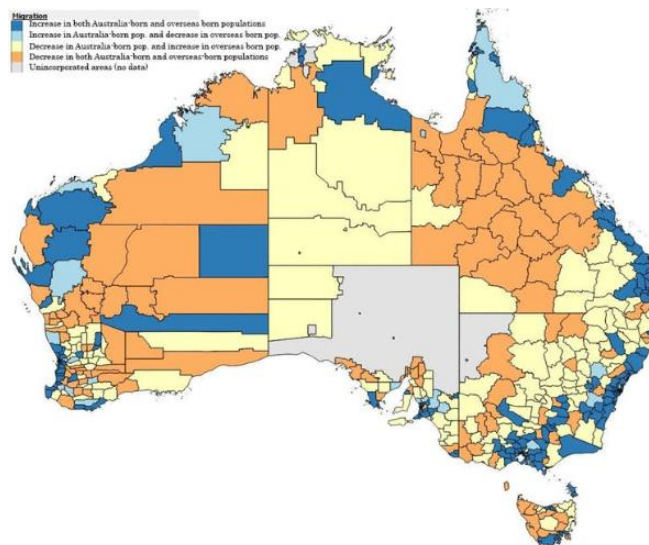 Migration
Increase in both Australia-born and overseas born populations
Increase in Australia-born pop. and decrease in overseas born pop.
Decrease in Australia-born pop. and increase in overseas born pop.
Decrease in both Australia-born and overseas-born populations
Unincorporated areas (no data)